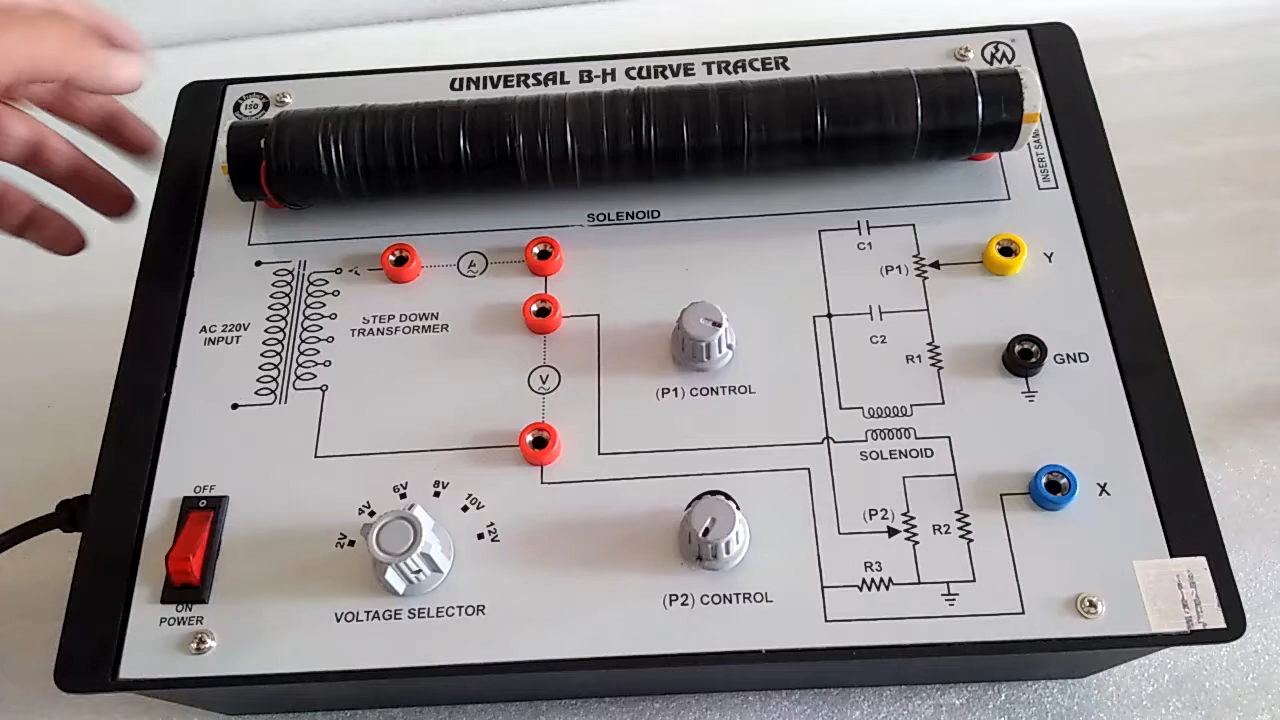 UNIVERSAL B-H CURVE TRACER
ISO
INSERT
SOLENOID
C1
(P1)
Y
AC 220V
INPUT
STEP DOWN
TRANSFORMER
A
~
V
~
C2
R1
GND
(P1) CONTROL
SOLENOID
OFF
ON
POWER
2V
4V
6V
8V
10V
12V
VOLTAGE SELECTOR
(P2) CONTROL
(P2)
R2
R3
X